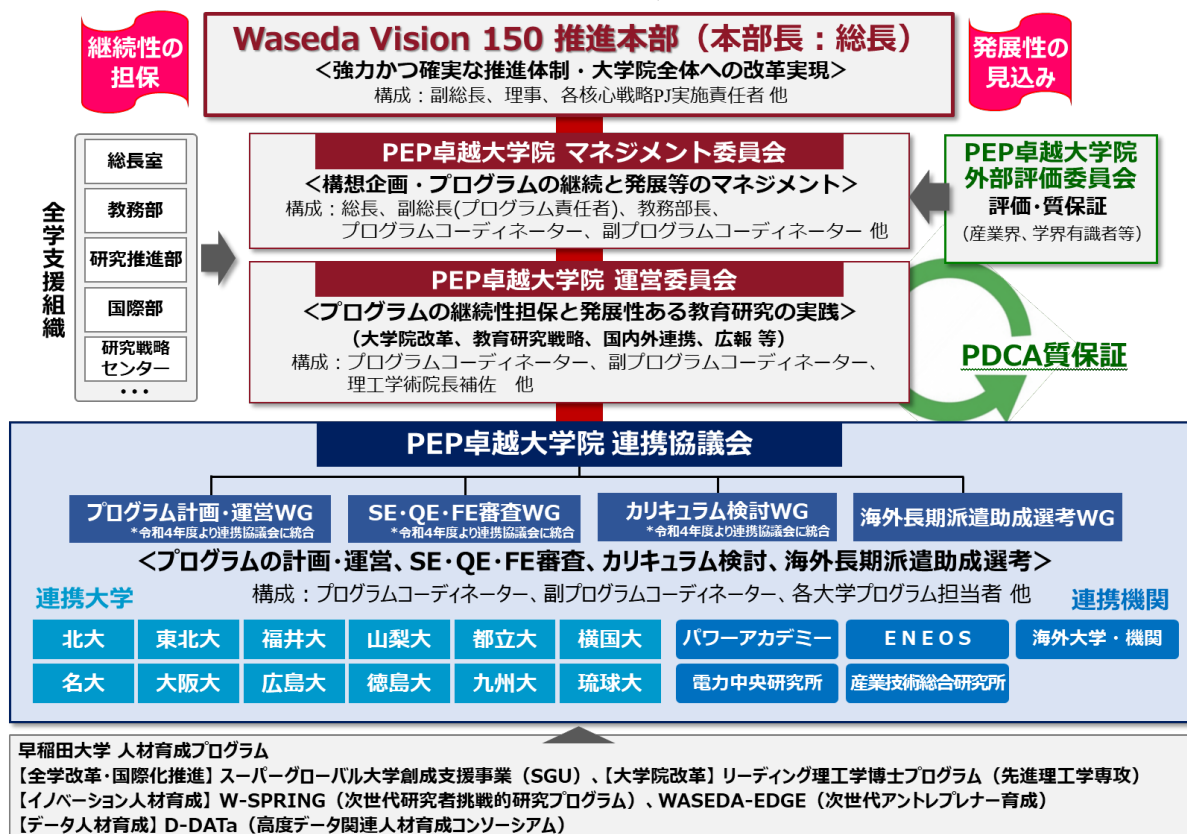 継続性の
担保
Waseda Vision 150 推進本部（本部長：総長）
＜強力かつ確実な推進体制・大学院全体への改革実現＞
構成：副総長、理事、各核心戦略PJ実施責任者 他
発展性の
見込み
全学支援組織
総長室
教務部
研究推進部
国際部
研究戦略
センター
・・・
PEP卓越大学院 マネジメント委員会
＜構想企画・プログラムの継続と発展等のマネジメント＞
構成：総長、副総長(プログラム責任者)、教務部長、
プログラムコーディネーター、副プログラムコーディネーター 他
PEP卓越大学院
外部評価委員会
評価・質保証
(産業界、学界有識者等)
PEP卓越大学院 運営委員会
＜プログラムの継続性担保と発展性ある教育研究の実践＞
（大学院改革、教育研究戦略、国内外連携、広報 等）
構成：プログラムコーディネーター、副プログラムコーディネーター、
理工学術院長補佐 他
PDCA質保証
PEP卓越大学院 連携協議会
プログラム計画・運営WG
*令和4年度より連携協議会に統合
SE・QE・FE審査WG
*令和4年度より連携協議会に統合
カリキュラム検討WG
*令和4年度より連携協議会に統合
海外長期派遣助成選考WG
＜プログラムの計画・運営、SE・QE・FE審査、カリキュラム検討、海外長期派遣助成選考＞
構成：プログラムコーディネーター、副プログラムコーディネーター、各大学プログラム担当者 他
連携大学
北大 東北大 福井大 山梨大 都立大 横国大
名大 大阪大 広島大 徳島大 九州大 琉球大
連携機関
パワーアカデミー ＥＮＥＯＳ 海外大学・機関
電力中央研究所 産業技術総合研究所
早稲田大学 人材育成プログラム
【全学改革・国際化推進】スーパーグローバル大学創成支援事業（SGU）、【大学院改革】リーディング理工学博士プログラム（先進理工学専攻）
【イノベーション人材育成】W-SPRING（次世代研究者挑戦的研究プログラム）、WASEDA-EDGE（次世代アントレプレナー育成）
【データ人材育成】D-DATa（高度データ関連人材育成コンソーシアム）